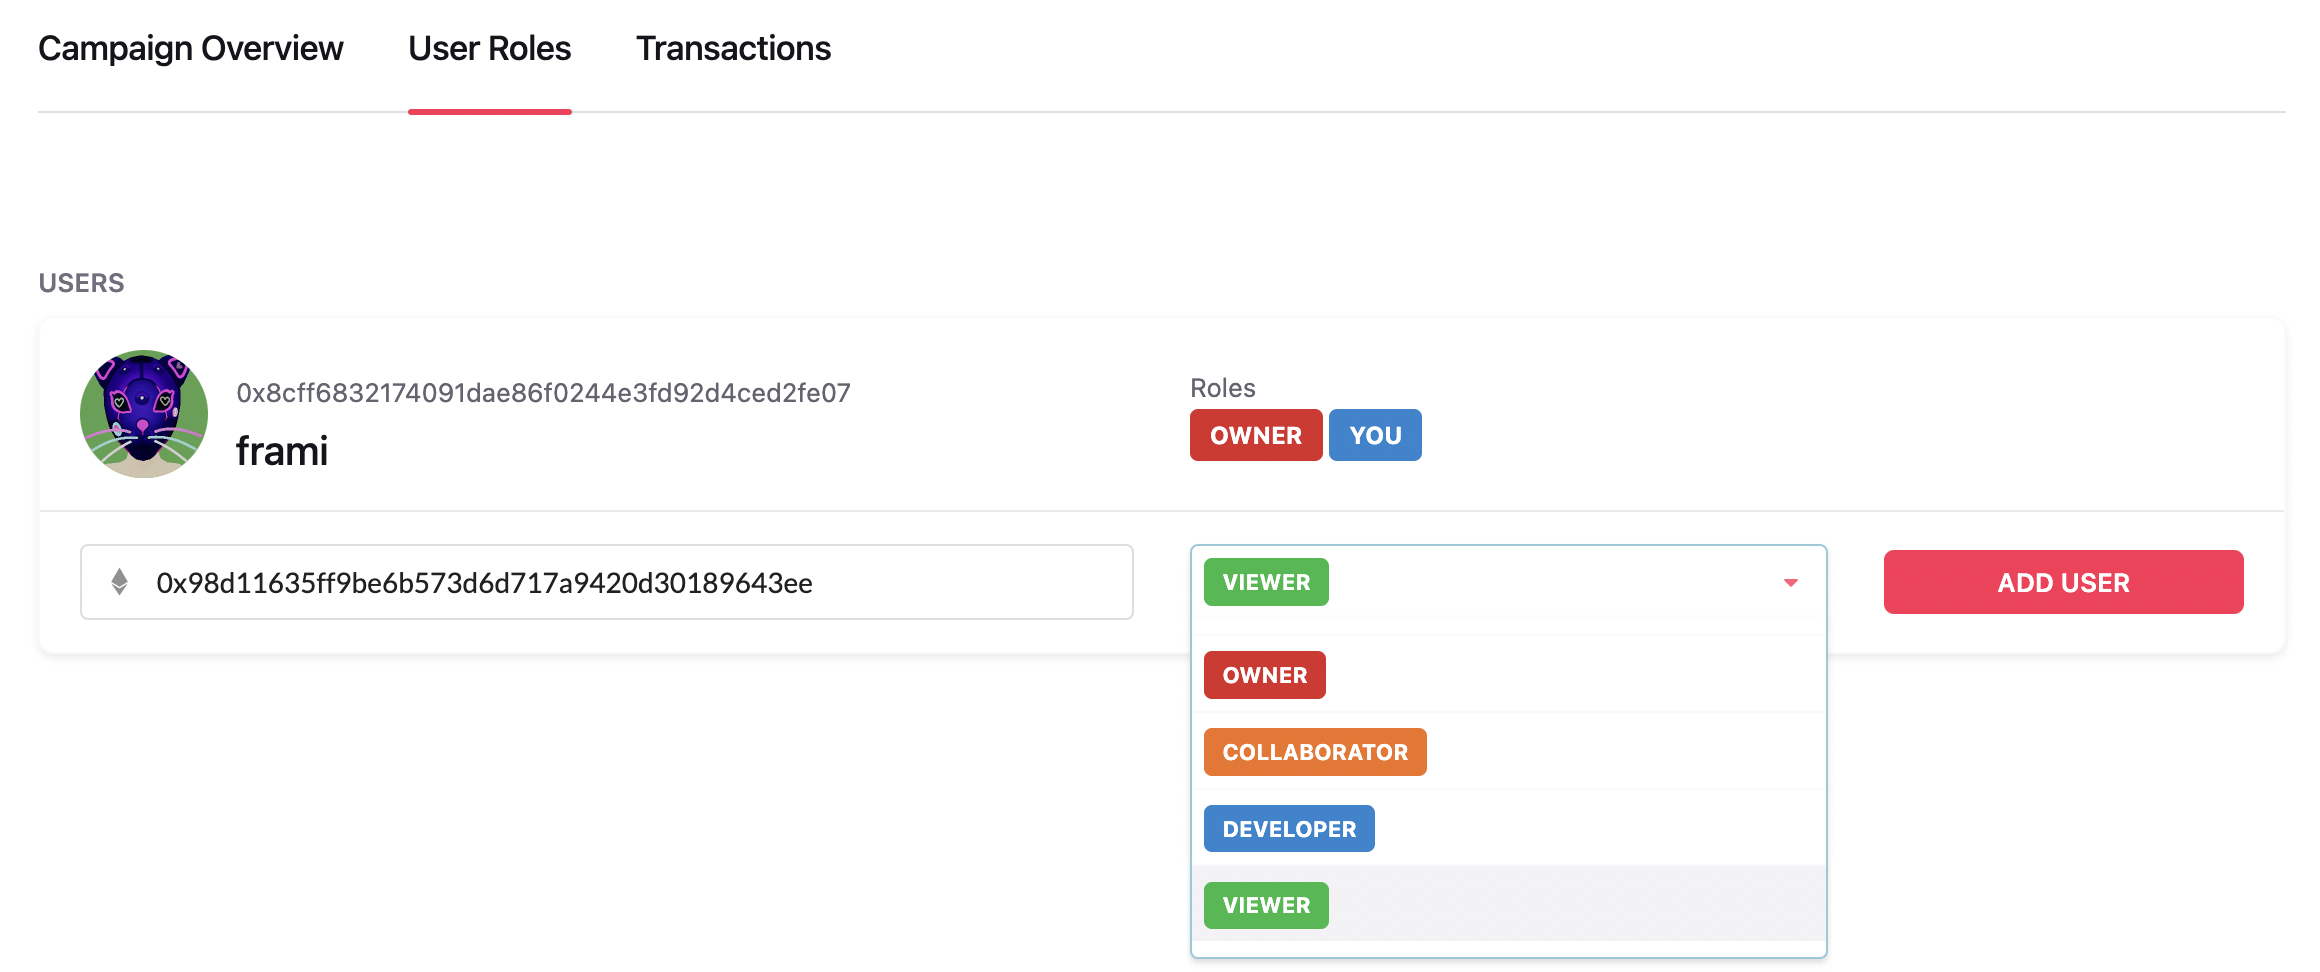 Campaign Overview User Roles Transactions
USERS
0x8cff6832174091dae86f0244e3fd92d4ced2fe07
frami
Roles
OWNER YOU
0x98d11635ff9be6b573d6d717a9420d30189643ee
VIEWER
ADD USER
OWNER
COLLABORATOR
DEVELOPER
VIEWER